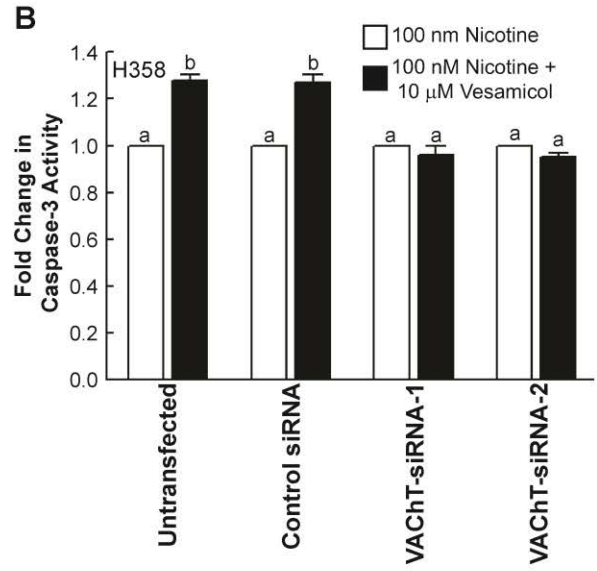 B
100 nm Nicotine
100 nM Nicotine +
10 µM Vesamicol
H358
Fold Change in
Caspase-3 Activity
1.4
1.2
1.0
0.8
0.6
0.4
0.2
0.0
a
b
a
b
a
a
a
a
Untransfected
Control siRNA
VAChT-siRNA-1
VAChT-siRNA-2